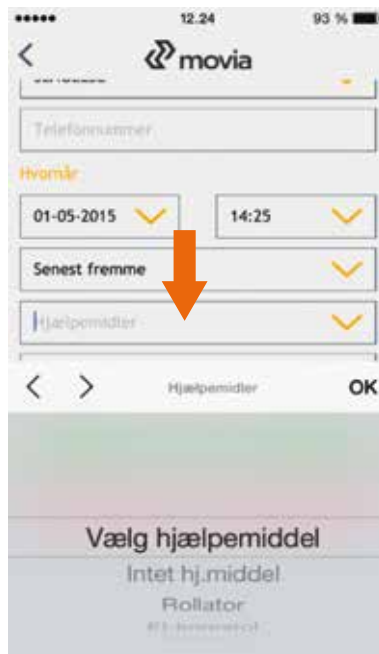 12.24
93 %
movia
Telefonnummer
Hvornår
01-05-2015
14:25
Senest fremme
Hjælpemidler
Hjælpemidler
OK
Vælg hjælpemiddel
Intet hj.middel
Rollator